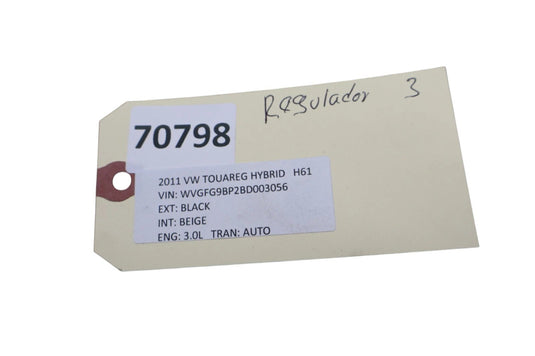 Regulador 3
70798
2011 VW TOUAREG HYBRID H61
VIN: WVGFG9BP2BD003056
EXT: BLACK
INT: BEIGE
ENG: 3.0L TRAN: AUTO